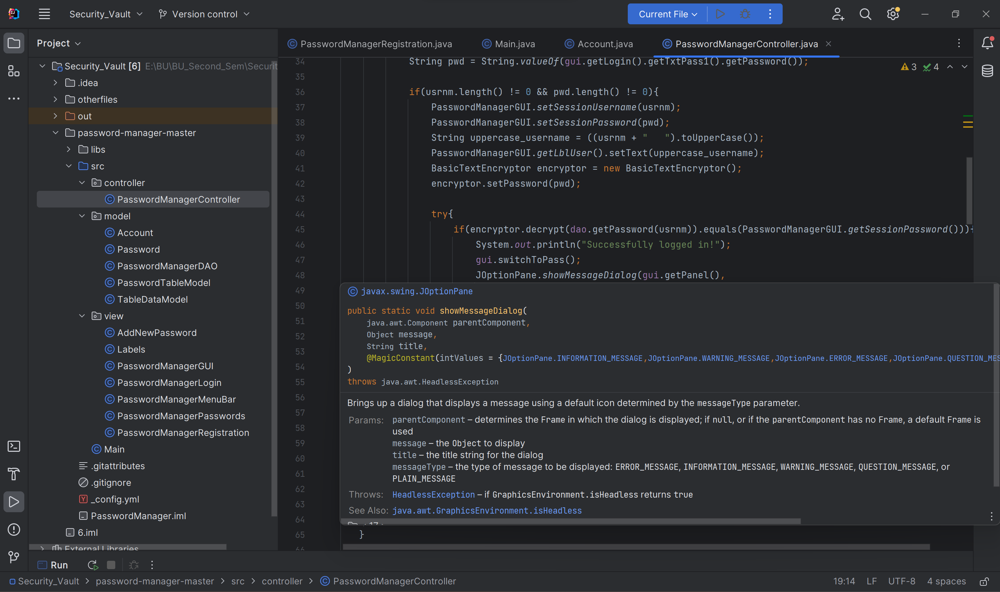 Security_Vault
Version control
Current File
Project
PasswordManagerRegistration.java
Main.java
Account.java
PasswordManagerController.java
Security_Vault [6] E:\BU\BU_Second_Sem\Securit
.idea
otherfiles
out
password-manager-master
libs
src
controller
PasswordManagerController
model
Account
Password
PasswordManagerDAO
PasswordTableModel
TableDataModel
view
AddNewPassword
Labels
PasswordManagerGUI
PasswordManagerLogin
PasswordManagerMenuBar
PasswordManagerPasswords
PasswordManagerRegistration
Main
.gitattributes
.gitignore
_config.yml
PasswordManager.iml
6.iml
External Libraries
3 4
34 String pwd = String.valueOf(gui.getLogin().getTxtPass1().getPassword());
35
36 if(usrnm.length() != 0 && pwd.length() != 0){
37 PasswordManagerGUI.setSessionUsername(usrnm);
38 PasswordManagerGUI.setSessionPassword(pwd);
39 String uppercase_username = ((usrnm + "   ").toUpperCase());
40 PasswordManagerGUI.getLblUser().setText(uppercase_username);
41 BasicTextEncryptor encryptor = new BasicTextEncryptor();
42 encryptor.setPassword(pwd);
43
44 try{
45 if(encryptor.decrypt(dao.getPassword(usrnm)).equals(PasswordManagerGUI.getSessionPassword())){
46 System.out.println("Successfully logged in!");
47 gui.switchToPass();
48 JOptionPane.showMessageDialog(gui.getPanel(),
49
50
51
52
53
54
55
56
57
58
59
60
61
62
63
64
65 }
66
javax.swing.JOptionPane
public static void showMessageDialog(
java.awt.Component parentComponent,
Object message,
String title,
@MagicConstant(intValues = {JOptionPane.INFORMATION_MESSAGE,JOptionPane.WARNING_MESSAGE,JOptionPane.ERROR_MESSAGE,JOptionPane.QUESTION_MES
)
throws java.awt.HeadlessException
Brings up a dialog that displays a message using a default icon determined by the messageType parameter.
Params: parentComponent – determines the Frame in which the dialog is displayed; if null, or if the parentComponent has no Frame, a default Frame is
used
message – the Object to display
title – the title string for the dialog
messageType – the type of message to be displayed: ERROR_MESSAGE, INFORMATION_MESSAGE, WARNING_MESSAGE, QUESTION_MESSAGE, or
PLAIN_MESSAGE
Throws: HeadlessException – if GraphicsEnvironment.isHeadless returns true
See Also: java.awt.GraphicsEnvironment.isHeadless
Run
Security_Vault > password-manager-master > src > controller > PasswordManagerController
19:14 LF UTF-8 4 spaces